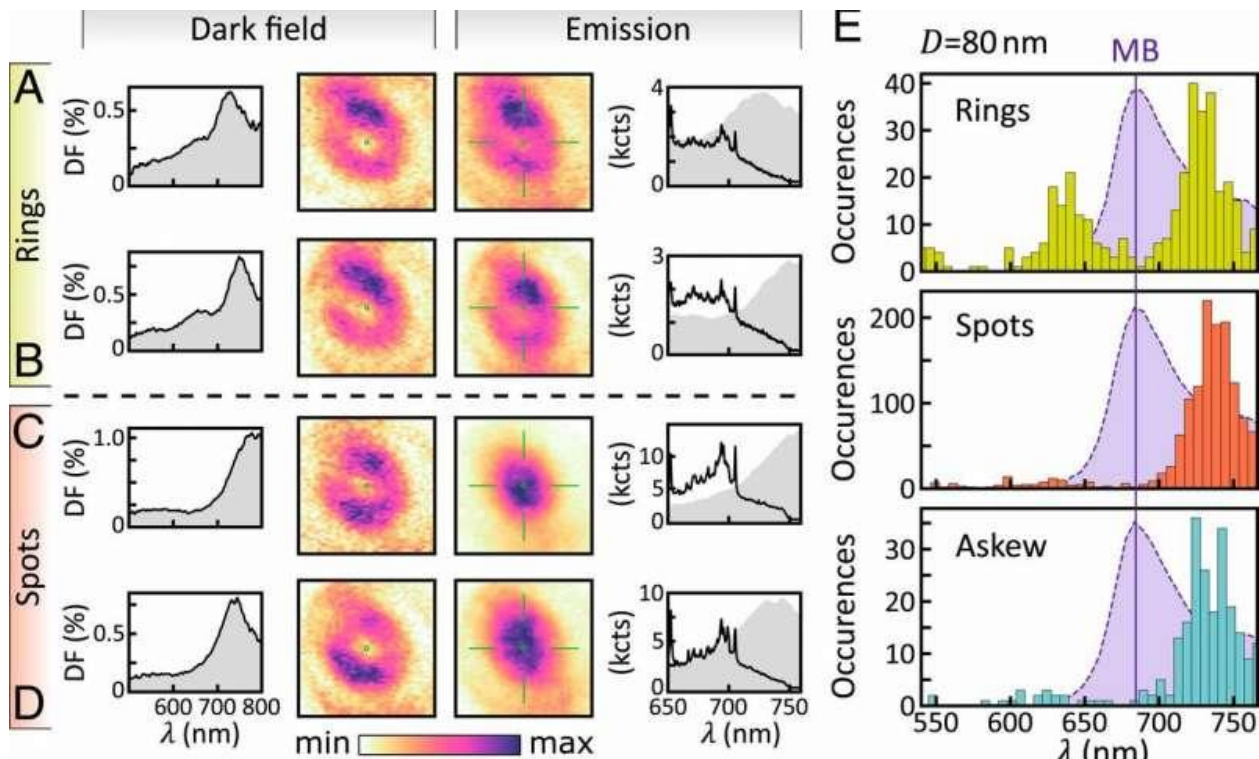 Dark field
Emission
E
D=80 nm
MB
A
Rings
B
C
Spots
D
DF (%)
0.5
0
(kcts)
4
0
DF (%)
0.5
0
(kcts)
3
0
DF (%)
1.0
0
(kcts)
10
5
0
DF (%)
0.5
0
600 700 800
λ (nm)
(kcts)
10
5
0
650 700 750
λ (nm)
min
max
Occurences
40
30
20
10
0
Rings
Occurences
200
100
0
Spots
Occurences
30
20
10
0
Askew
550 600 650 700 750
λ (nm)